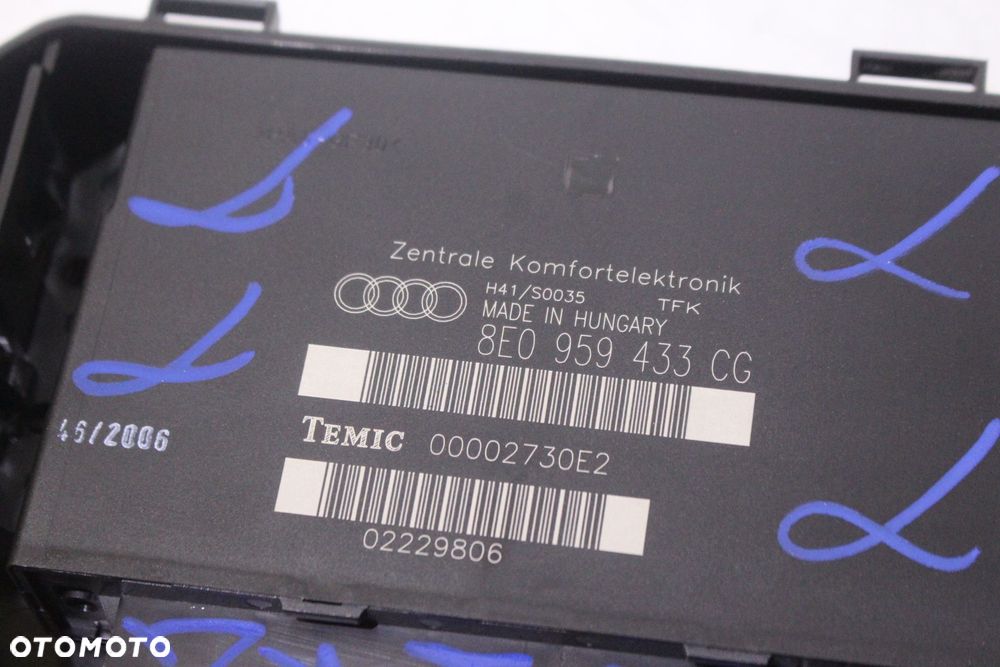 Zentrale Komfortelektronik
H41/S0035 TFK
MADE IN HUNGARY
8E0 959 433 CG
TEMIC 00002730E2
46/2006
02229806
OTOMOTO